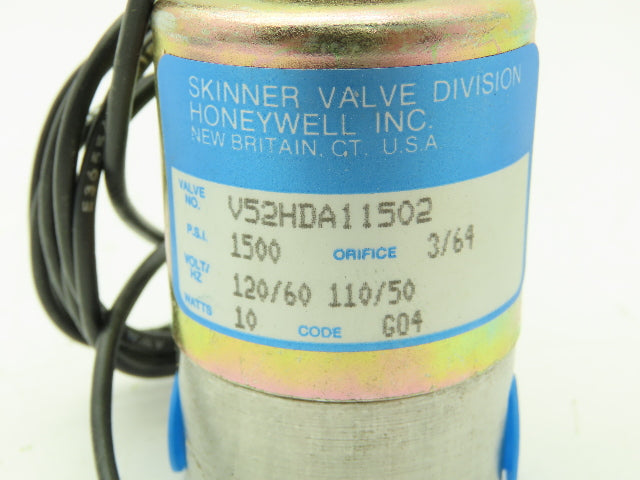 SKINNER VALVE DIVISION
HONEYWELL INC.
NEW BRITAIN, CT. U.S.A
VALVE NO. V52HDA11502
P.S.I. 1500 ORIFICE 3/64
VOLT/HZ 120/60 110/50
WATTS 10 CODE G04